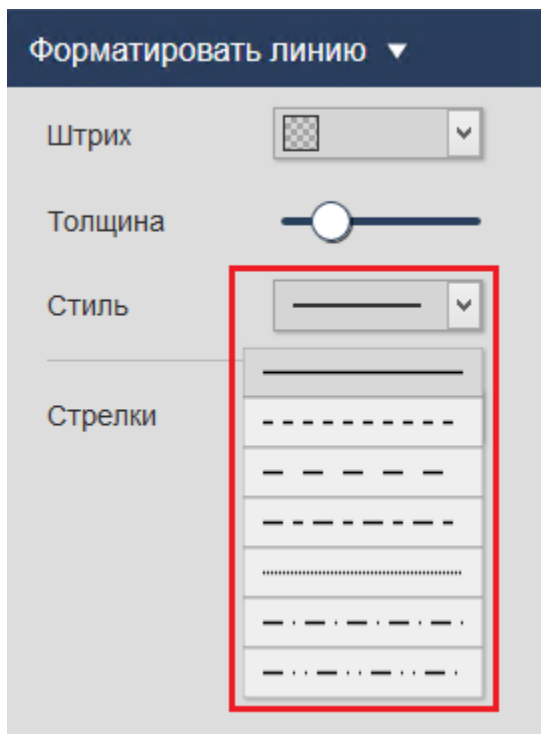 Форматировать линию
Штрих
Толщина
Стиль
Стрелки